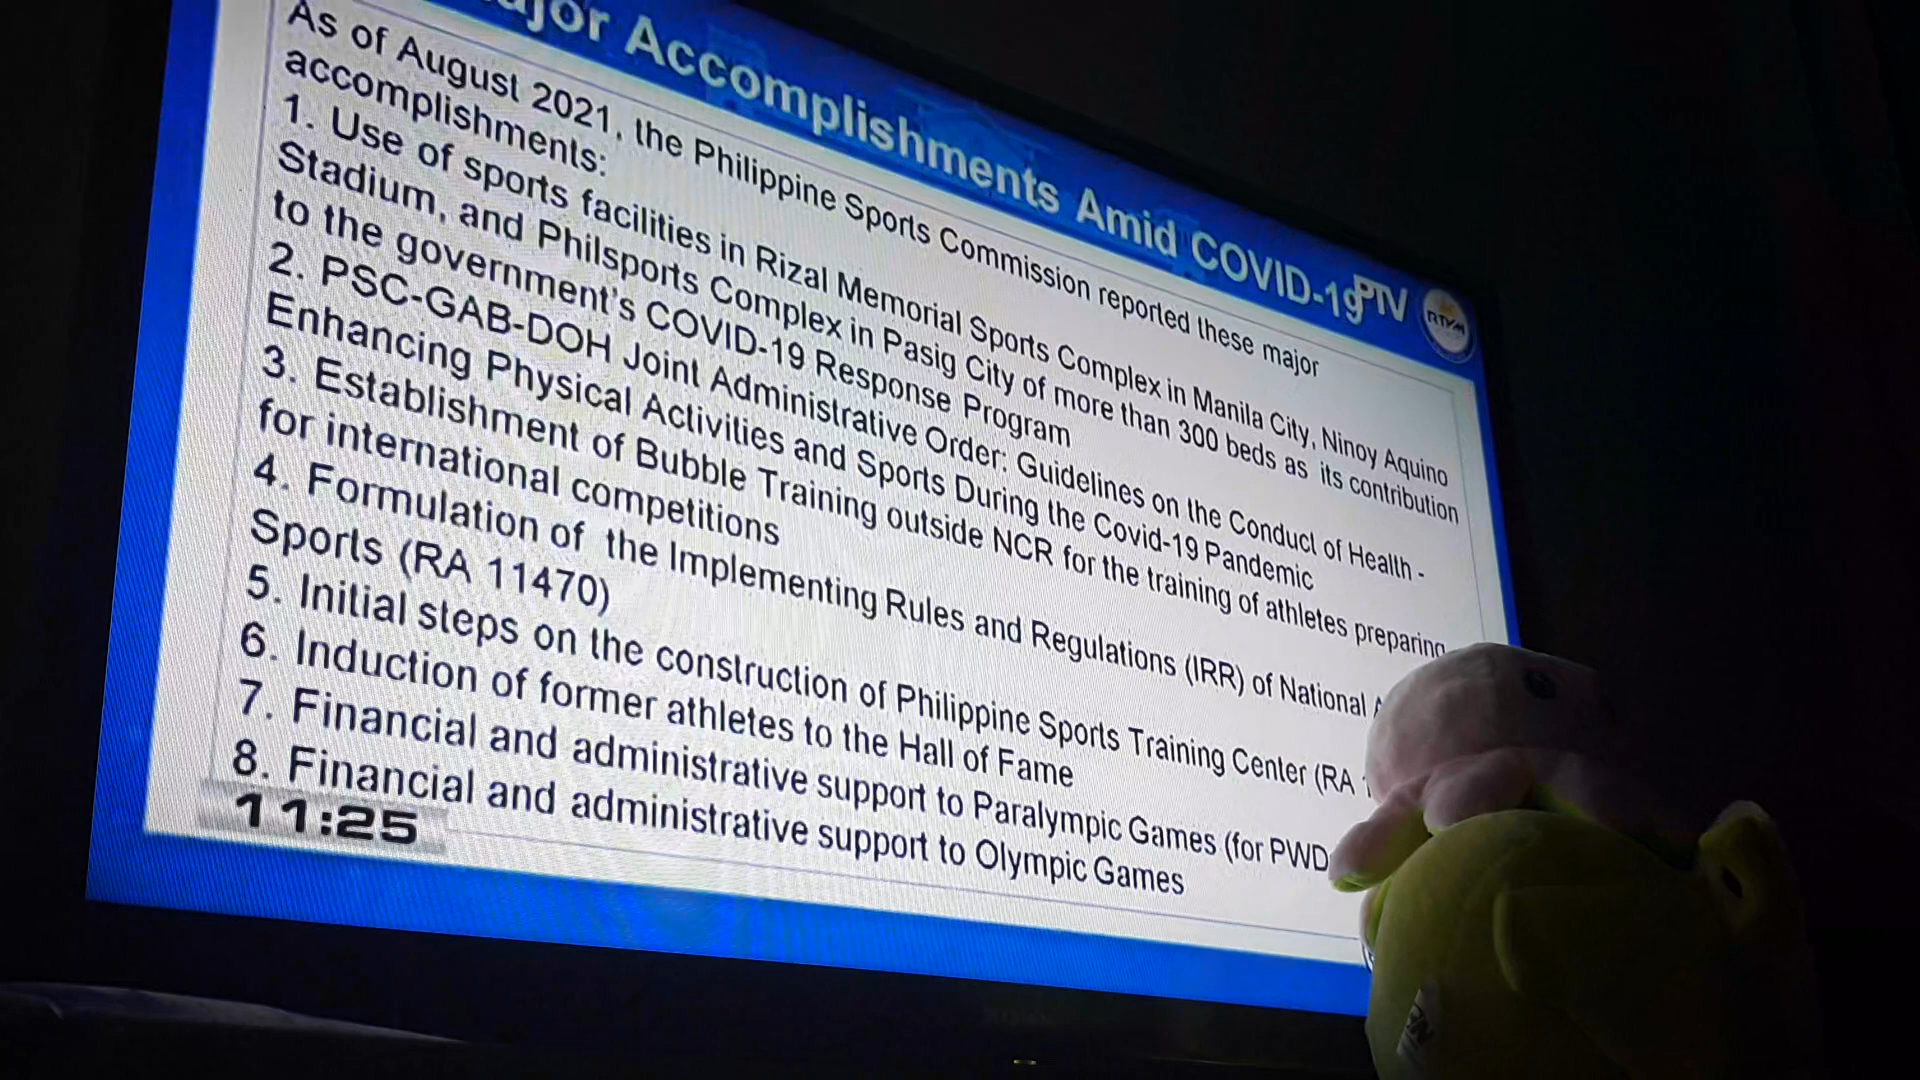 Major Accomplishments Amid COVID-19
PTV
RTVM
As of August 2021, the Philippine Sports Commission reported these major
accomplishments:
1. Use of sports facilities in Rizal Memorial Sports Complex in Manila City, Ninoy Aquino
Stadium, and Philsports Complex in Pasig City of more than 300 beds as its contribution
to the government's COVID-19 Response Program
2. PSC-GAB-DOH Joint Administrative Order: Guidelines on the Conduct of Health -
Enhancing Physical Activities and Sports During the Covid-19 Pandemic
3. Establishment of Bubble Training outside NCR for the training of athletes preparing
for international competitions
4. Formulation of the Implementing Rules and Regulations (IRR) of National
Sports (RA 11470)
5. Initial steps on the construction of Philippine Sports Training Center (RA
6. Induction of former athletes to the Hall of Fame
7. Financial and administrative support to Paralympic Games (for PWD
8. Financial and administrative support to Olympic Games
11:25